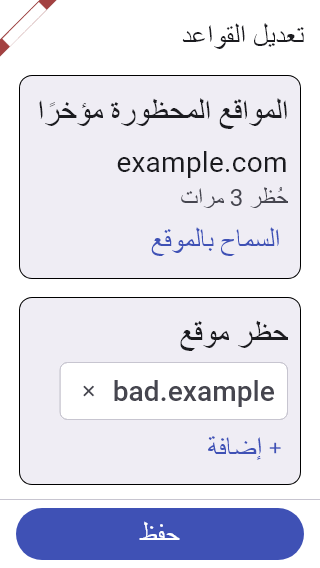 تعديل القواعد
المواقع المحظورة مؤخرًا
example.com
حُظر 3 مرات
السماح بالموقع
حظر موقع
bad.example ×
+ إضافة
حفظ